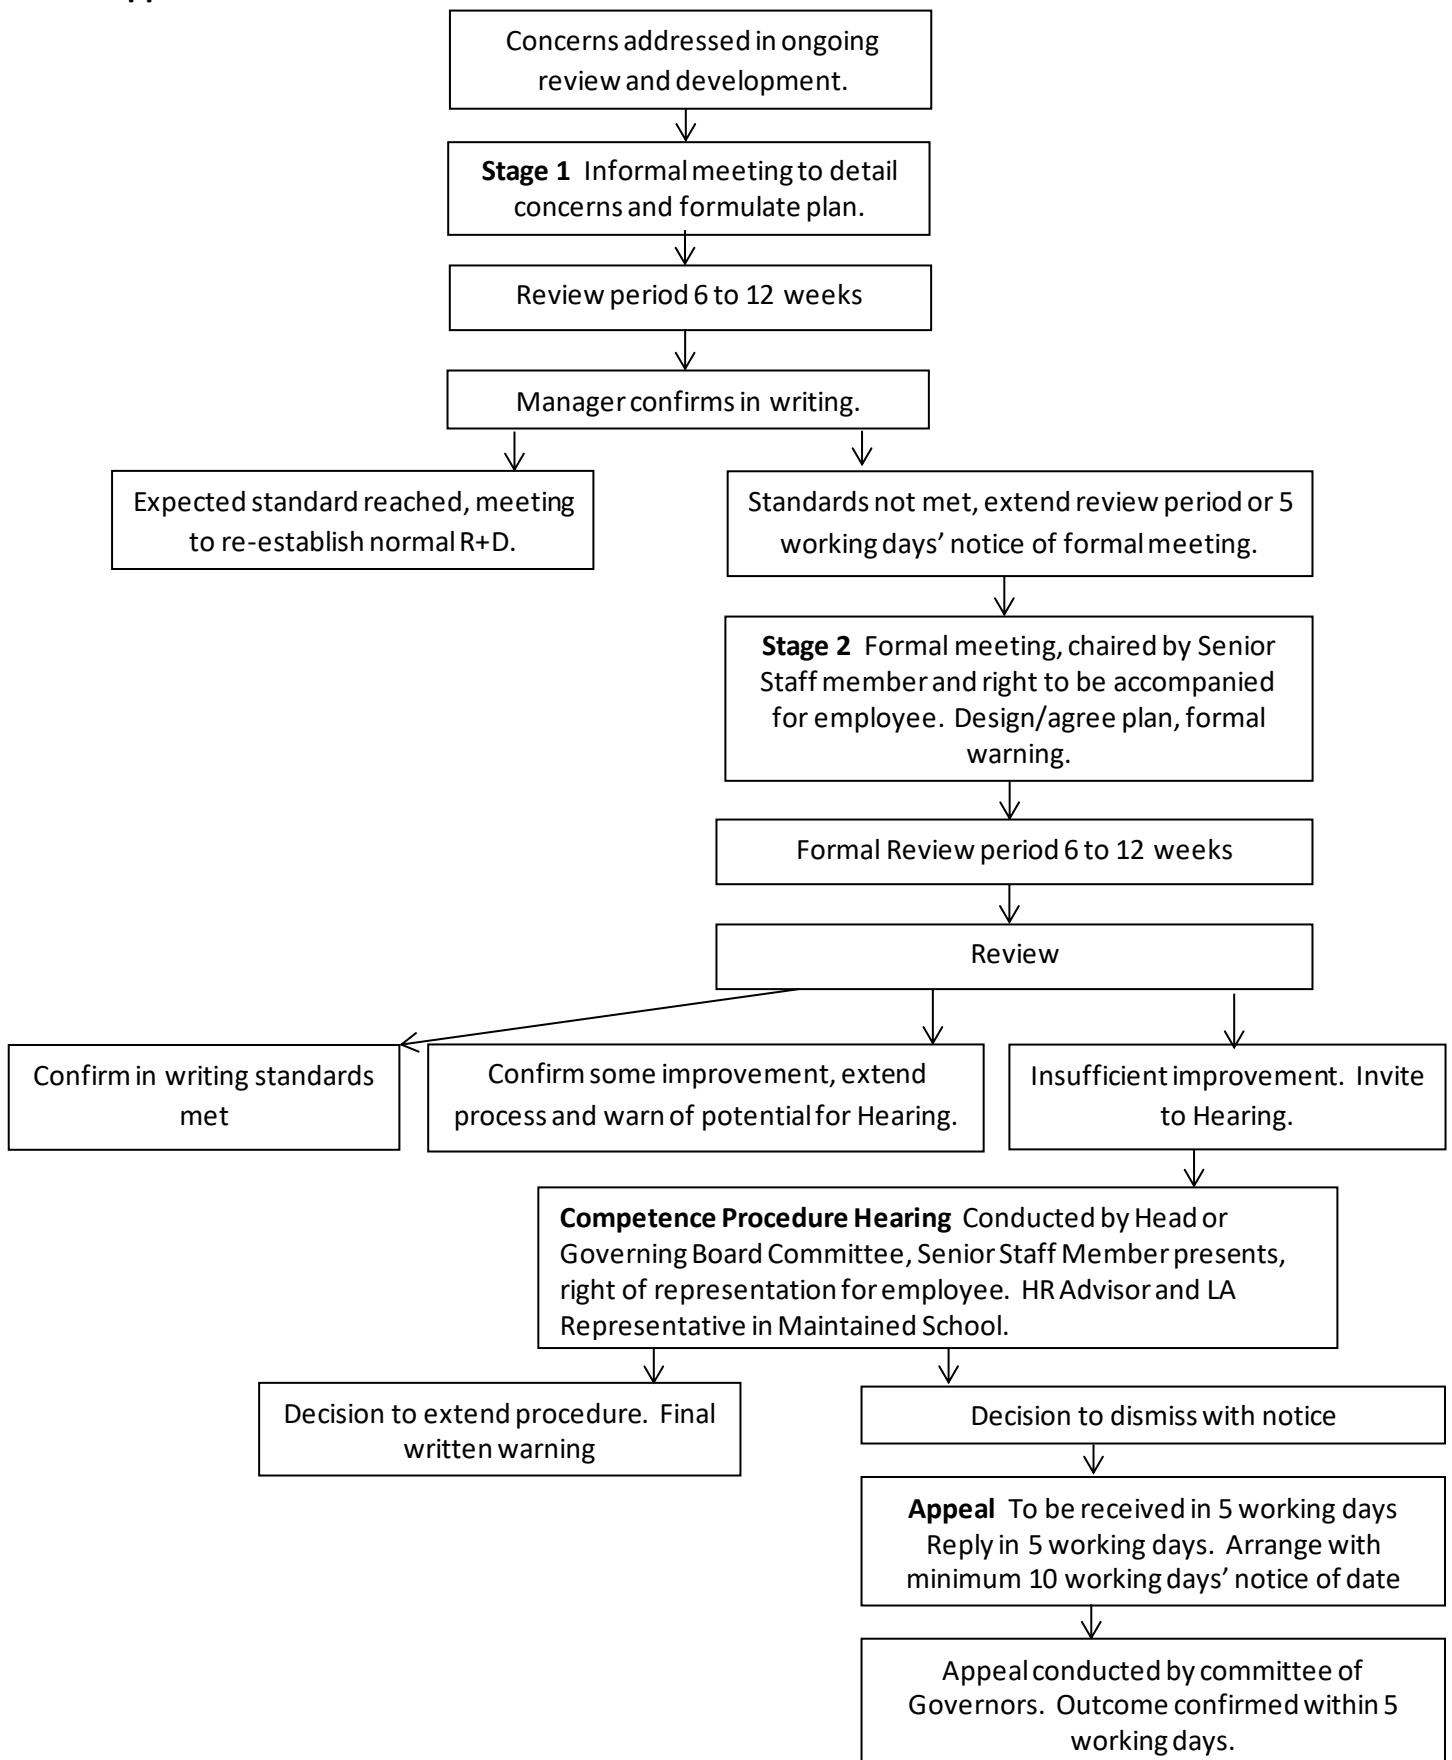 Concerns addressed in ongoing
review and development.
Stage 1 Informal meeting to detail
concerns and formulate plan.
Review period 6 to 12 weeks
Manager confirms in writing.
Expected standard reached, meeting
to re-establish normal R+D.
Standards not met, extend review period or 5
working days’ notice of formal meeting.
Stage 2 Formal meeting, chaired by Senior
Staff member and right to be accompanied
for employee. Design/agree plan, formal
warning.
Formal Review period 6 to 12 weeks
Review
Confirm in writing standards
met
Confirm some improvement, extend
process and warn of potential for Hearing.
Insufficient improvement. Invite
to Hearing.
Competence Procedure Hearing Conducted by Head or
Governing Board Committee, Senior Staff Member presents,
right of representation for employee. HR Advisor and LA
Representative in Maintained School.
Decision to extend procedure. Final
written warning
Decision to dismiss with notice
Appeal To be received in 5 working days
Reply in 5 working days. Arrange with
minimum 10 working days’ notice of date
Appeal conducted by committee of
Governors. Outcome confirmed within 5
working days.